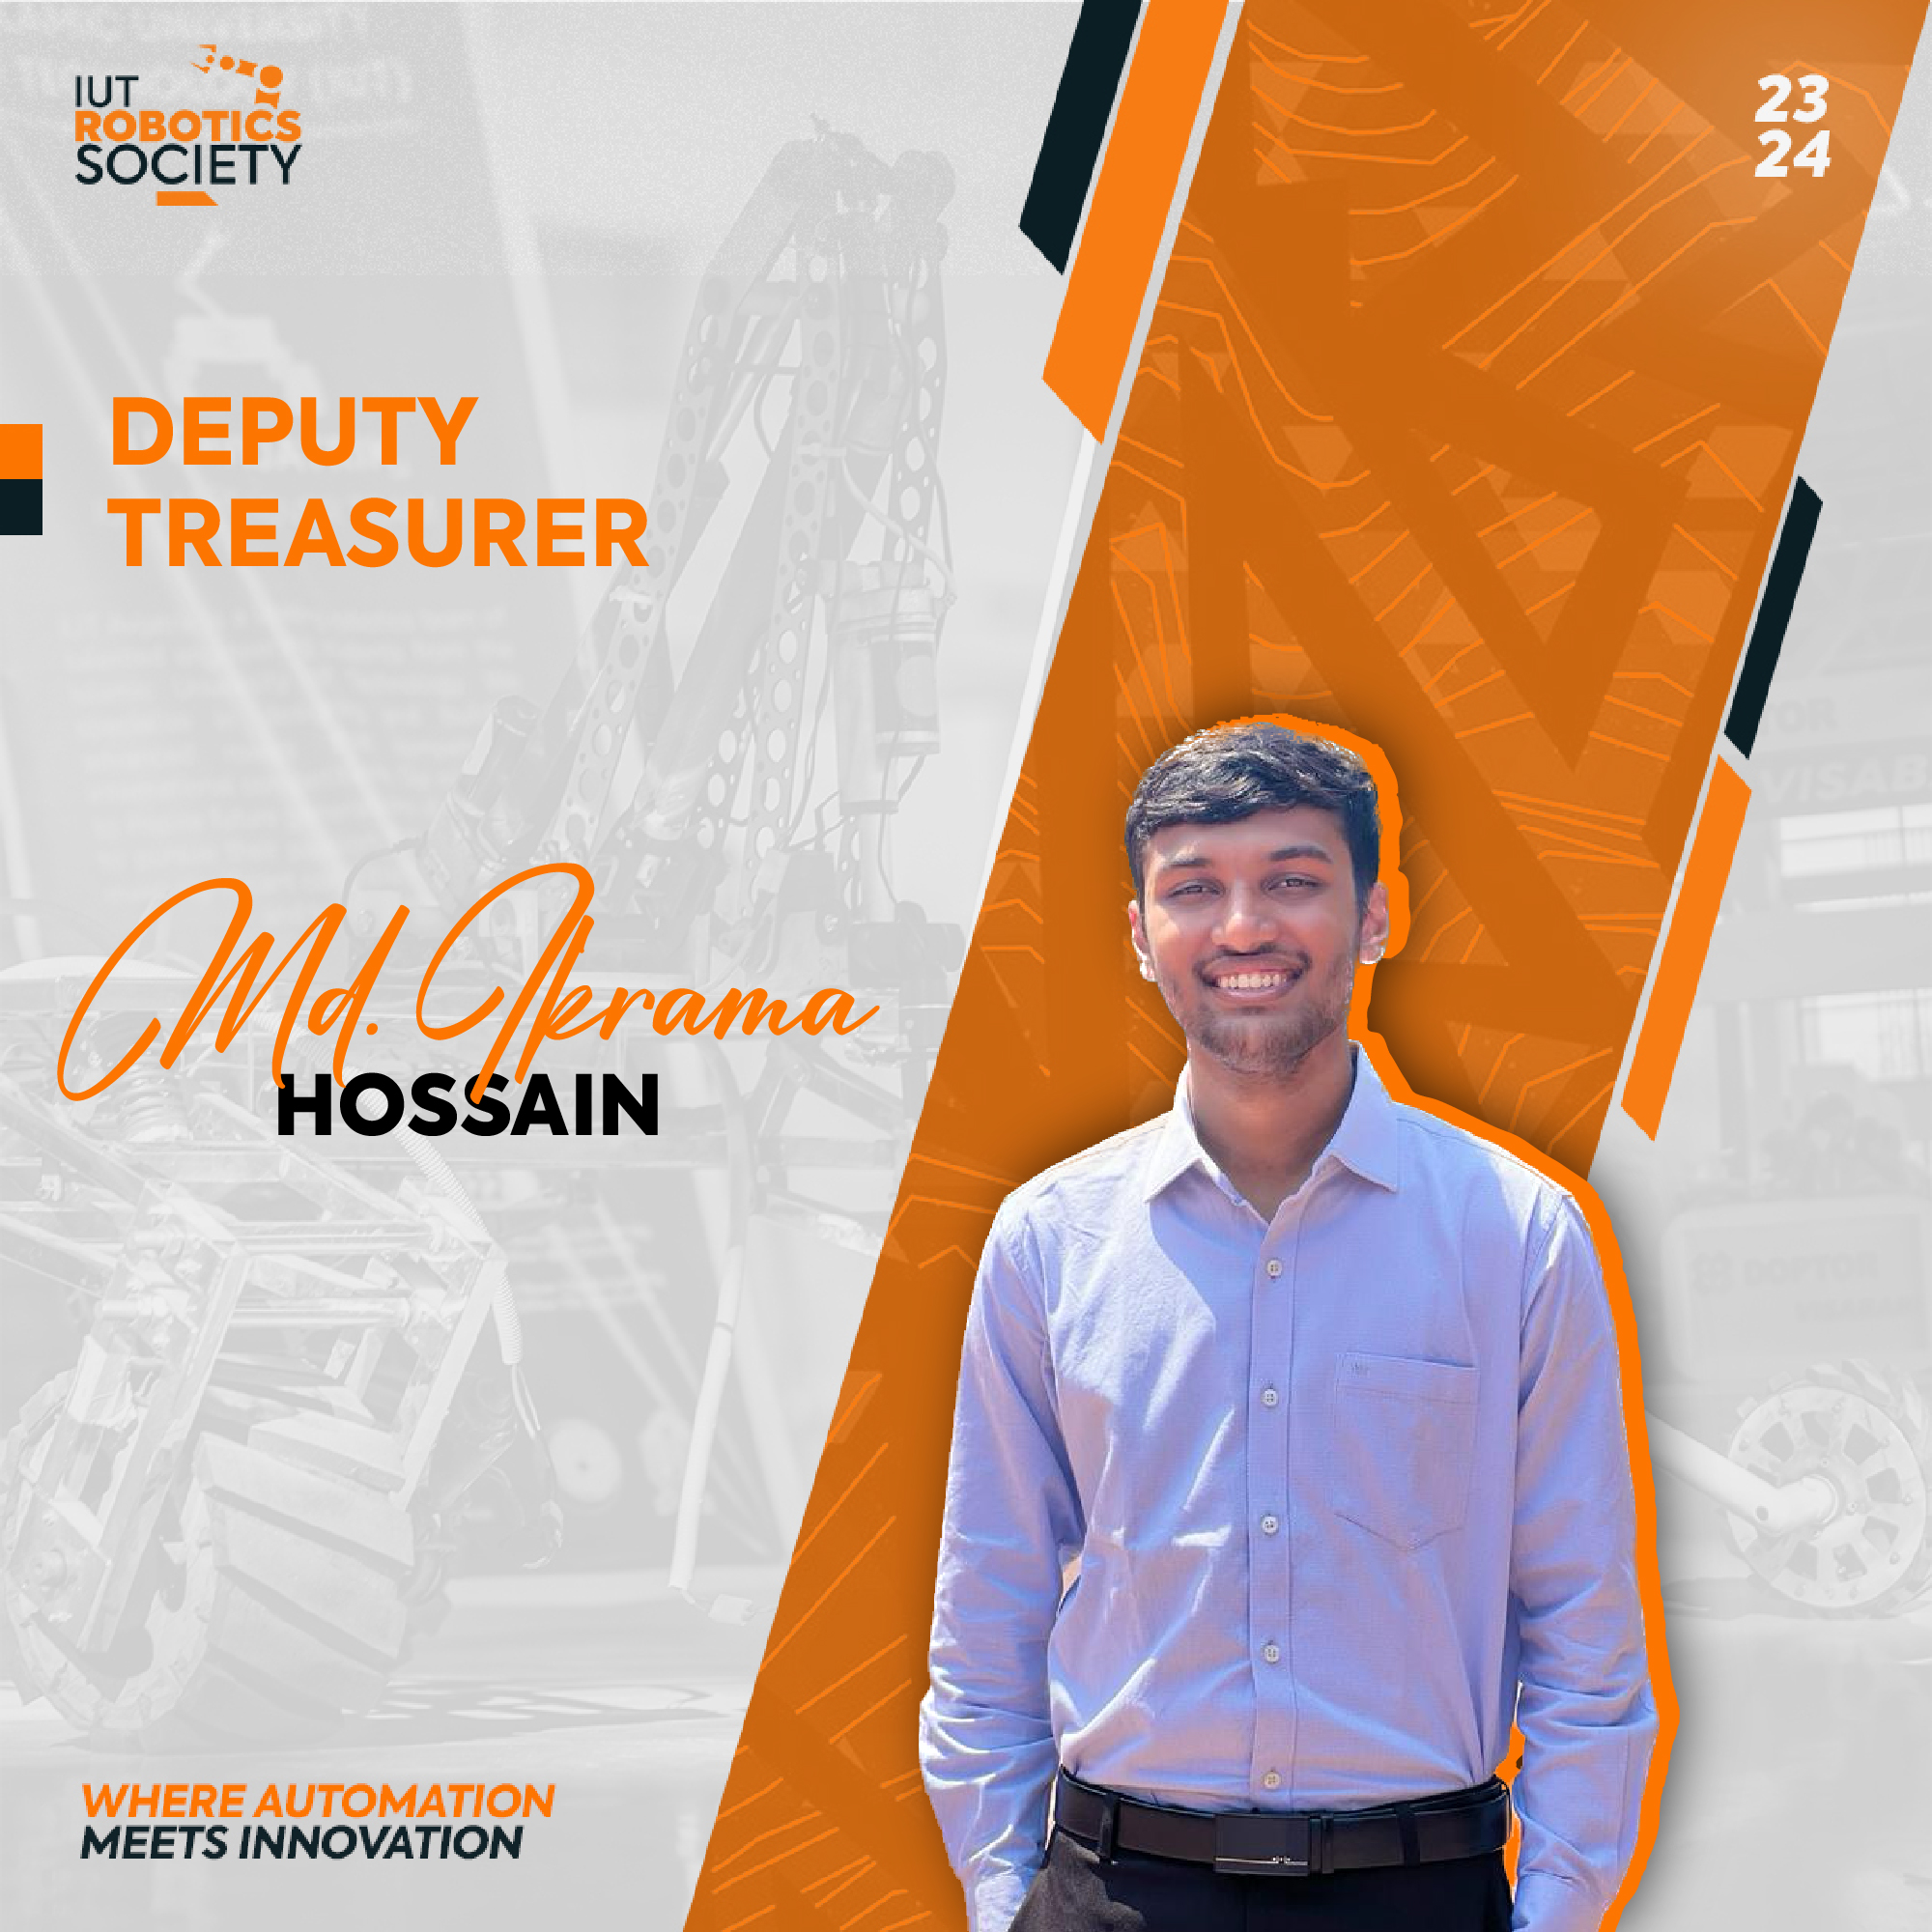 IUT
ROBOTICS
SOCIETY
23
24
DEPUTY
TREASURER
Md. Ikrama
HOSSAIN
WHERE AUTOMATION
MEETS INNOVATION